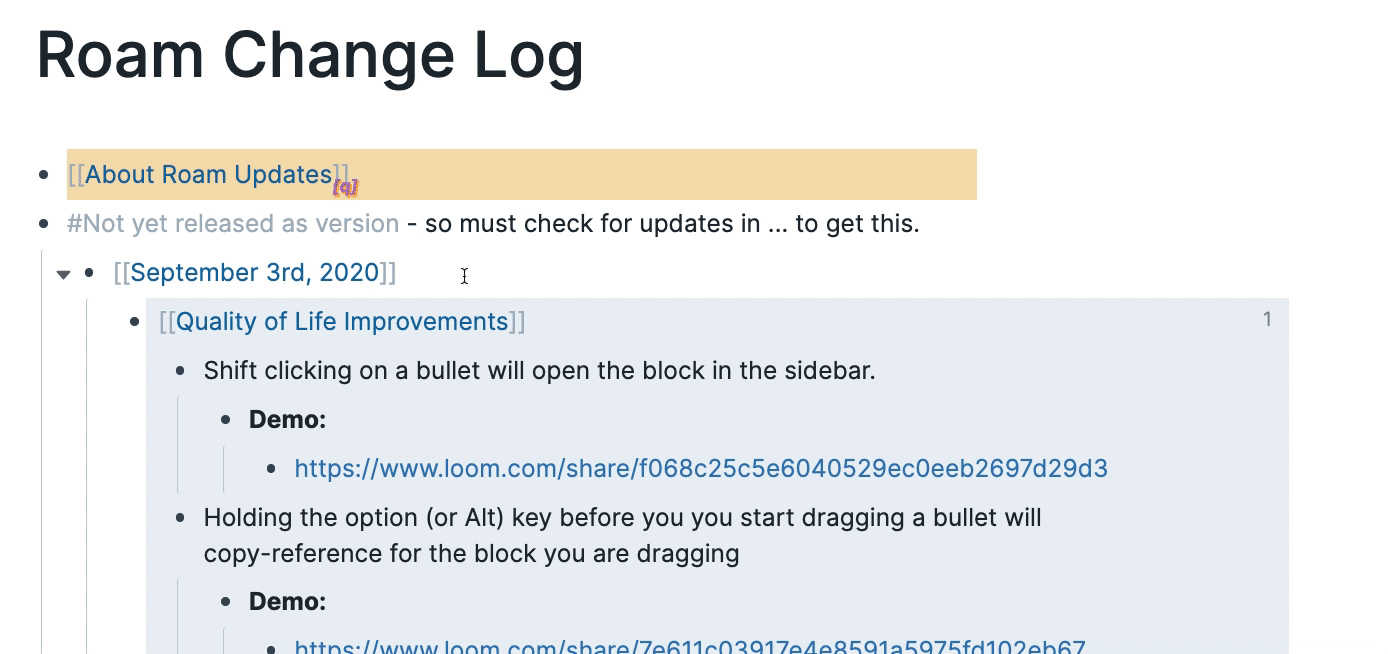 Roam Change Log
[[About Roam Updates]]
[q]
#Not yet released as version - so must check for updates in ... to get this.
[[September 3rd, 2020]]
[[Quality of Life Improvements]] 1
Shift clicking on a bullet will open the block in the sidebar.
Demo:
https://www.loom.com/share/f068c25c5e6040529ec0eeb2697d29d3
Holding the option (or Alt) key before you you start dragging a bullet will
copy-reference for the block you are dragging
Demo:
https://www.loom.com/share/7e611c03917e4e8591a5975fd102eb67